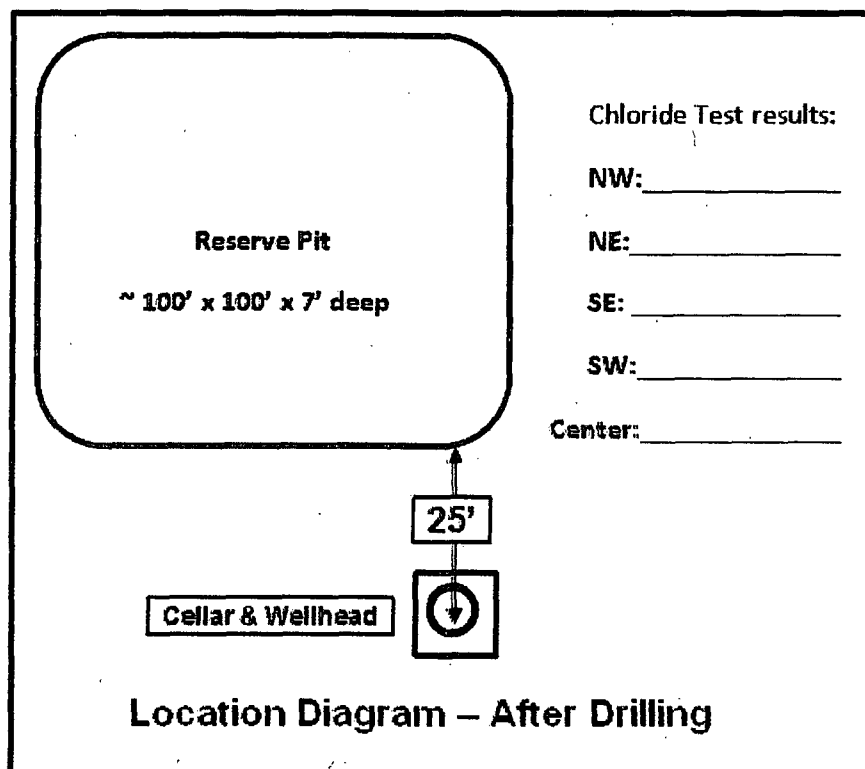 Reserve Pit
~ 100' x 100' x 7' deep
Chloride Test results:
NW:
NE:
SE:
SW:
Center:
25'
Cellar & Wellhead
Location Diagram – After Drilling